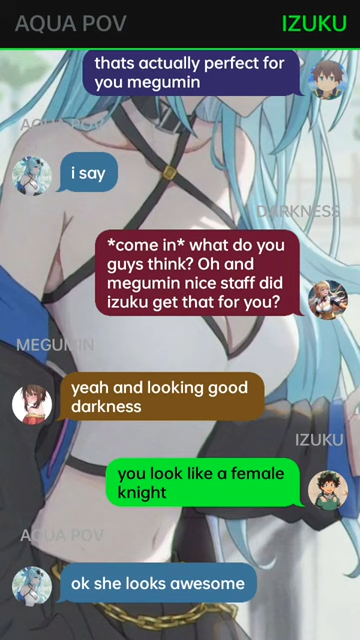 AQUA POV
IZUKU
thats actually perfect for
you megumin
AQUA POV
i say
DARKNESS
*come in* what do you
guys think? Oh and
megumin nice staff did
izuku get that for you?
MEGUMIN
yeah and looking good
darkness
IZUKU
you look like a female
knight
AQUA POV
ok she looks awesome